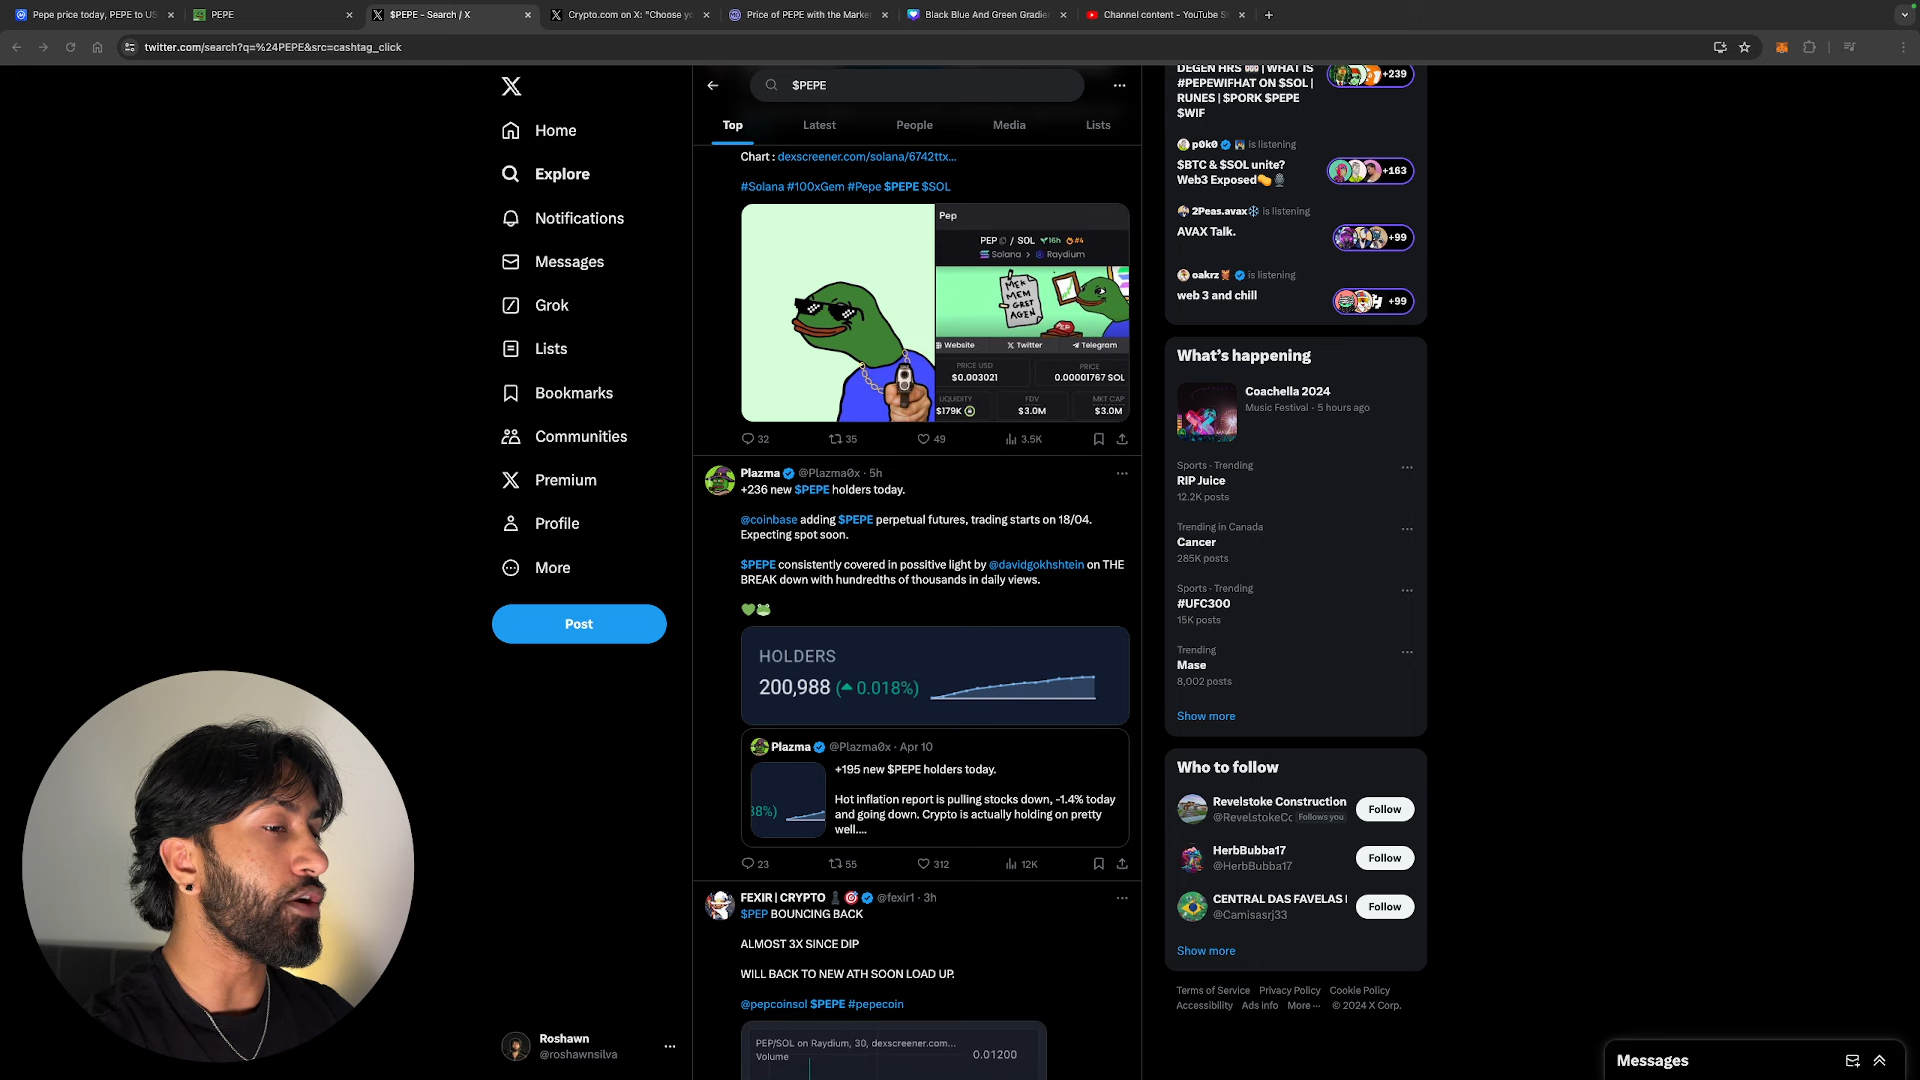 Pepe price today, PEPE to US
PEPE
$PEPE - Search / X
Crypto.com on X: "Choose yo
Price of PEPE with the Marke
Black Blue And Green Gradie
Channel content - YouTube S
twitter.com/search?q=%24PEPE&src=cashtag_click
Home
Explore
Notifications
Messages
Grok
Lists
Bookmarks
Communities
Premium
Profile
More
Post
Roshawn
@roshawnsilva
$PEPE
Top
Latest
People
Media
Lists
Chart : dexscreener.com/solana/6742ttx...
#Solana #100xGem #Pepe $PEPE $SOL
Pep
PEP / SOL 16h #4
Solana > Raydium
MEK
MEM
GRET
AGEN
PEP
Website
Twitter
Telegram
PRICE USD
$0.003021
PRICE
0.00001767 SOL
LIQUIDITY
$179K
FDV
$3.0M
MKT CAP
$3.0M
32
35
49
3.5K
Plazma @Plazma0x · 5h
+236 new $PEPE holders today.
@coinbase adding $PEPE perpetual futures, trading starts on 18/04.
Expecting spot soon.
$PEPE consistently covered in possitive light by @davidgokhshtein on THE
BREAK down with hundredths of thousands in daily views.
HOLDERS
200,988 (0.018%)
Plazma @Plazma0x · Apr 10
+195 new $PEPE holders today.
38%)
Hot inflation report is pulling stocks down, -1.4% today
and going down. Crypto is actually holding on pretty
well....
23
55
312
12K
FEXIR | CRYPTO @fexir1 · 3h
$PEP BOUNCING BACK
ALMOST 3X SINCE DIP
WILL BACK TO NEW ATH SOON LOAD UP.
@pepcoinsol $PEPE #pepecoin
PEP/SOL on Raydium, 30, dexscreener.com...
Volume
0.01200
DEGEN HRS | WHAT IS
#PEPEWIFHAT ON $SOL |
RUNES | $PORK $PEPE
$WIF
+239
p0k0 is listening
$BTC & $SOL unite?
Web3 Exposed
+163
2Peas.avax is listening
AVAX Talk.
+99
oakrz is listening
web 3 and chill
+99
What's happening
Coachella 2024
Music Festival · 5 hours ago
Sports · Trending
RIP Juice
12.2K posts
Trending in Canada
Cancer
285K posts
Sports · Trending
#UFC300
15K posts
Trending
Mase
8,002 posts
Show more
Who to follow
Revelstoke Construction
@RevelstokeCc Follows you
Follow
HerbBubba17
@HerbBubba17
Follow
CENTRAL DAS FAVELAS
@Camisasrj33
Follow
Show more
Terms of Service Privacy Policy Cookie Policy
Accessibility Ads info More ··· © 2024 X Corp.
Messages